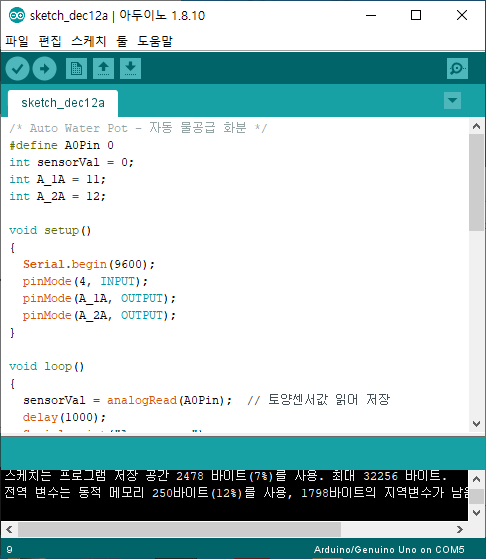 sketch_dec12a | 아두이노 1.8.10
파일 편집 스케치 툴 도움말
sketch_dec12a
/* Auto Water Pot - 자동 물공급 화분 */
#define A0Pin 0
int sensorVal = 0;
int A_1A = 11;
int A_2A = 12;
void setup()
{
Serial.begin(9600);
pinMode(4, INPUT);
pinMode(A_1A, OUTPUT);
pinMode(A_2A, OUTPUT);
}
void loop()
{
sensorVal = analogRead(A0Pin); // 토양센서값 읽어 저장
delay(1000);
스케치는 프로그램 저장 공간 2478 바이트(7%)를 사용. 최대 32256 바이트.
전역 변수는 동적 메모리 250바이트(12%)를 사용, 1798바이트의 지역변수가 남음
9 Arduino/Genuino Uno on COM5